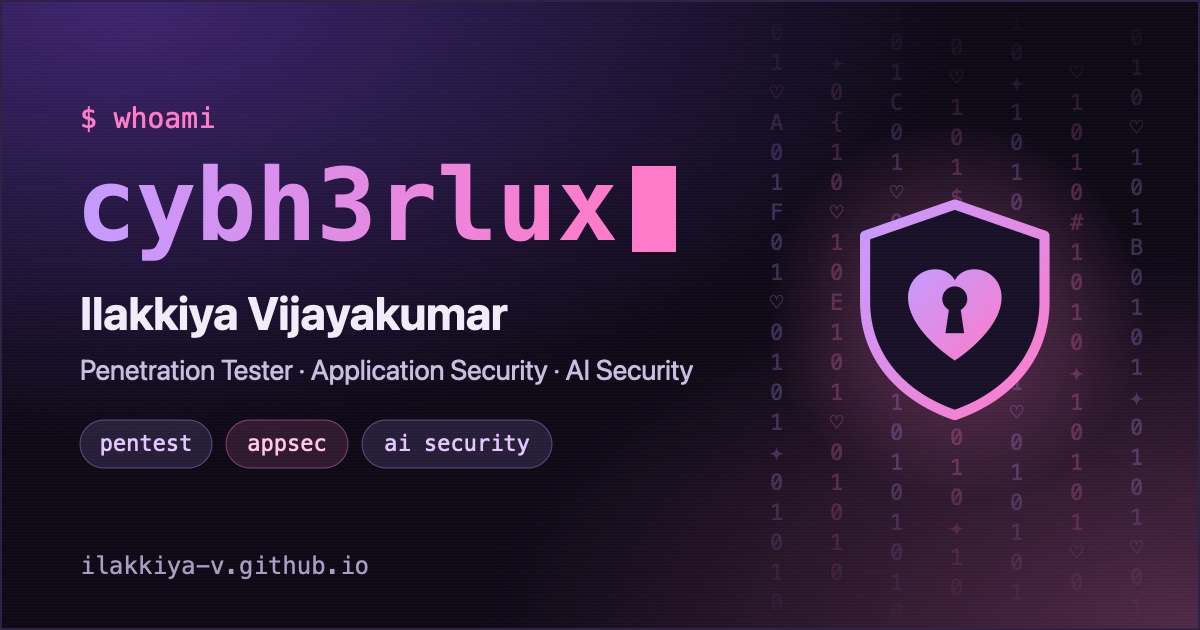 $ whoami
cybh3rlux
Ilakkiya Vijayakumar
Penetration Tester · Application Security · AI Security
pentest
appsec
ai security
ilakkiya-v.github.io